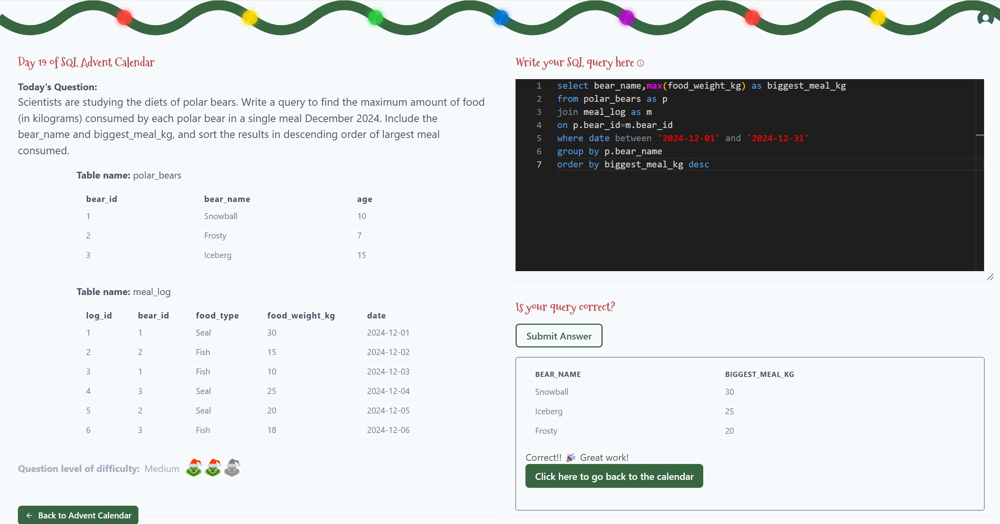 Day 19 of SQL Advent Calendar
Today's Question:
Scientists are studying the diets of polar bears. Write a query to find the maximum amount of food
(in kilograms) consumed by each polar bear in a single meal December 2024. Include the
bear_name and biggest_meal_kg, and sort the results in descending order of largest meal
consumed.
Table name: polar_bears
bear_id bear_name age
1 Snowball 10
2 Frosty 7
3 Iceberg 15
Table name: meal_log
log_id bear_id food_type food_weight_kg date
1 1 Seal 30 2024-12-01
2 2 Fish 15 2024-12-02
3 1 Fish 10 2024-12-03
4 3 Seal 25 2024-12-04
5 2 Seal 20 2024-12-05
6 3 Fish 18 2024-12-06
Question level of difficulty: Medium
← Back to Advent Calendar
Write your SQL query here
1 select bear_name,max(food_weight_kg) as biggest_meal_kg
2 from polar_bears as p
3 join meal_log as m
4 on p.bear_id=m.bear_id
5 where date between '2024-12-01' and '2024-12-31'
6 group by p.bear_name
7 order by biggest_meal_kg desc
Is your query correct?
Submit Answer
BEAR_NAME BIGGEST_MEAL_KG
Snowball 30
Iceberg 25
Frosty 20
Correct!! 🎉 Great work!
Click here to go back to the calendar